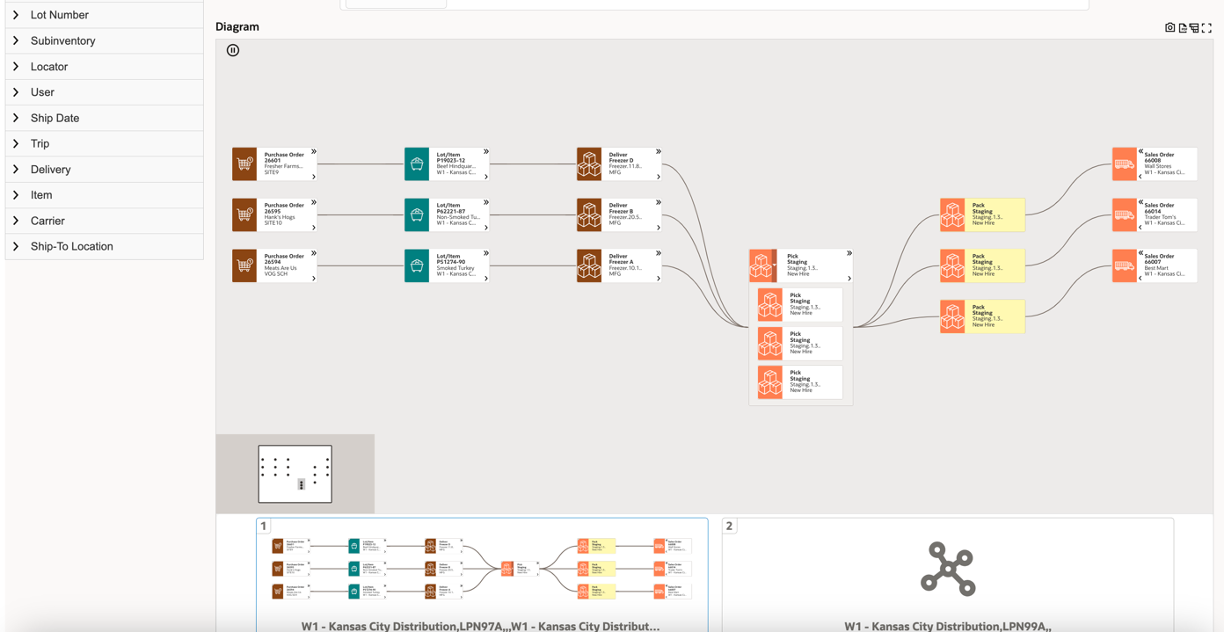 Lot Number
Subinventory
Locator
User
Ship Date
Trip
Delivery
Item
Carrier
Ship-To Location
Diagram
Purchase Order
26601
Fresher Farms...
SITE9
Lot/Item
P19023-12
Beef Hindquar...
W1 - Kansas C...
Deliver
Freezer D
Freezer.11.8..
MFG
Sales Order
66008
Wall Stores
W1 - Kansas Ci...
Purchase Order
26595
Hank's Hogs
SITE10
Lot/Item
P62221-87
Non-Smoked Tu...
W1 - Kansas C...
Deliver
Freezer B
Freezer.20.5...
MFG
Pack
Staging
Staging.1.3...
New Hire
Sales Order
66014
Trader Tom's
W1 - Kansas Ci...
Purchase Order
26594
Meats Are Us
VOG SCH
Lot/Item
P51274-90
Smoked Turkey
W1 - Kansas C...
Deliver
Freezer A
Freezer.10.1...
MFG
Pick
Staging
Staging.1.3...
New Hire
Pack
Staging
Staging.1.3...
New Hire
Sales Order
66007
Best Mart
W1 - Kansas Ci...
Pick
Staging
Staging.1.3...
New Hire
Pack
Staging
Staging.1.3...
New Hire
Pick
Staging
Staging.1.3...
New Hire
Pick
Staging
Staging.1.3...
New Hire
1
2
W1 - Kansas City Distribution,LPN97A,,,W1 - Kansas City Distribut...
W1 - Kansas City Distribution,LPN99A,,